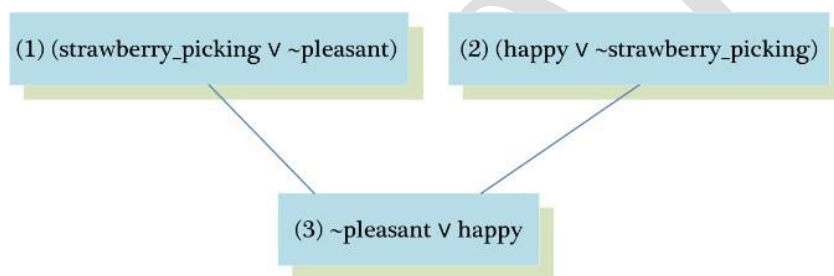 (1) (strawberry_picking ∨ ~pleasant)
(2) (happy ∨ ~strawberry_picking)
(3) ~pleasant ∨ happy